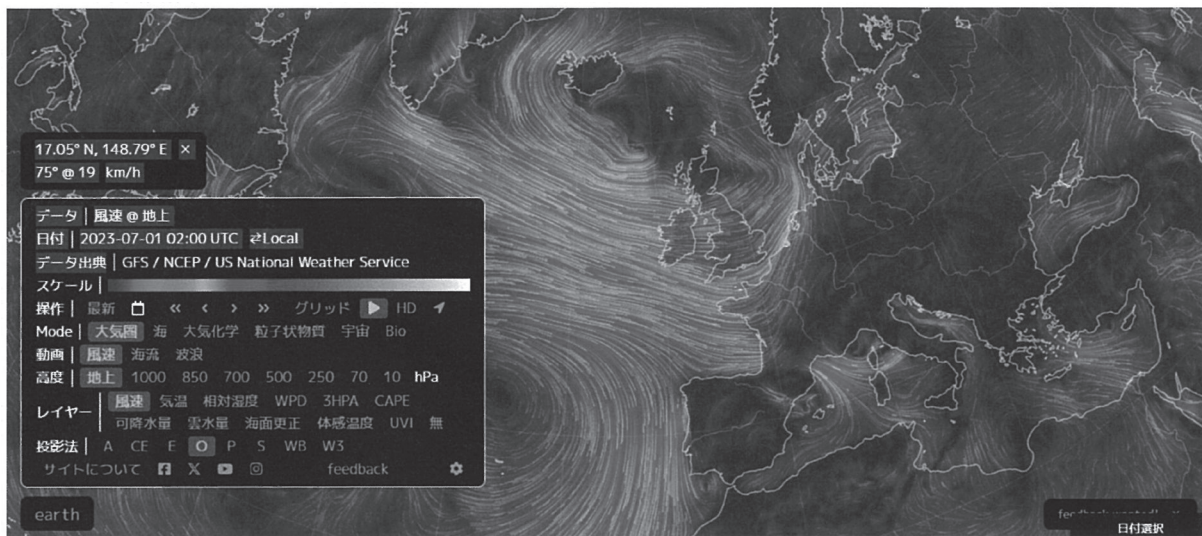 17.05° N, 148.79° E ×
75° @ 19 km/h
データ | 風速 @ 地上
日付 | 2023-07-01 02:00 UTC ⇄Local
データ出典 | GFS / NCEP / US National Weather Service
スケール |
操作 | 最新 « ‹ › » グリッド HD
Mode | 大気圏 海 大気化学 粒子状物質 宇宙 Bio
動画 | 風速 海流 波浪
高度 | 地上 1000 850 700 500 250 70 10 hPa
レイヤー | 風速 気温 相対湿度 WPD 3HPA CAPE
可降水量 雲水量 海面更正 体感温度 UVI 無
投影法 | A CE E O P S WB W3
サイトについて feedback
earth
日付選択